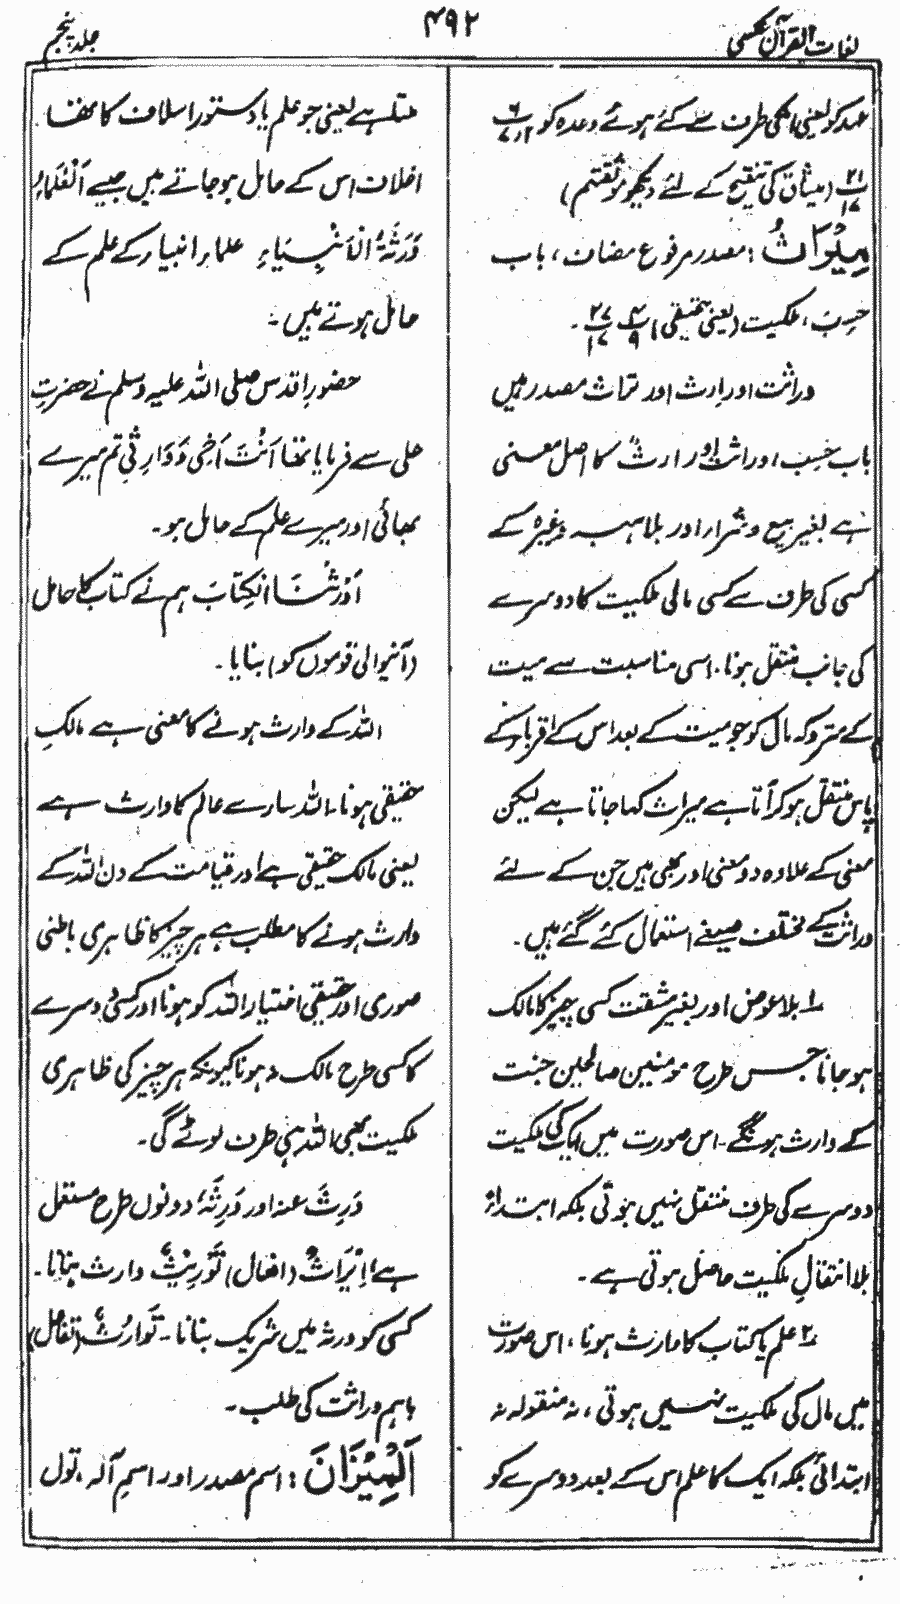 لغات القرآن عکسی
۴۹۲
جلد پنجم
عہد کو یعنی انکی طرف سے کئے ہوئے وعدہ کو
۲۱ / ۱۷ (میثاق کی تنقیح کے لئے دیکھو موثقتم)
مِیْرَاثُ : مصدر مرفوع مضاف، باب
حَسِبَ، ملکیت (یعنی حقیقی) ۴ / ۹ ۲۷ / ۱۷ ۔
وراثت اور اِرث اور تراث مصدر ہیں
باب حَسِبَ، وراثت اور ارث کا اصل معنی
ہے بغیر بیع و شراء اور بلا ہبہ وغیرہ کے
کسی کی طرف سے کسی مالی ملکیت کا دوسرے
کی جانب منتقل ہونا۔ اسی مناسبت سے میت
کے متروکہ مال کو جو میت کے بعد اس کے اقرباء کے
پاس منتقل ہو کر آتا ہے میراث کہا جاتا ہے لیکن
معنی کے علاوہ دو معنی اور بھی ہیں جن کے لئے
وراثت کے مختلف صیغے استعمال کئے گئے ہیں۔
۱ بلا عوض اور بغیر مشقت کسی چیز کا مالک
ہو جانا جس طرح مومنین صالحین جنت
کے وارث ہونگے۔ اس صورت میں ایک کی ملکیت
دوسرے کی طرف منتقل نہیں ہوتی بلکہ ابتداءً
بلا انتقالِ ملکیت حاصل ہوتی ہے۔
۲ علم یا کتاب کا وارث ہونا، اس صورت
میں مال کی ملکیت نہیں ہوتی، نہ منقولہ نہ
ابتدائی بلکہ ایک کا علم اس کے بعد دوسرے کو
ملتا ہے یعنی جو علم یا دستور اسلاف کا تھا
اخلاف اس کے حامل ہو جاتے ہیں جیسے اَلْعُلَمَاءُ
وَرَثَةُ الْاَنْبِیَاءِ علماء انبیاء کے علم کے
حامل ہوتے ہیں۔
حضورِ اقدس صلی اللہ علیہ وسلم نے حضرتِ
علی سے فرمایا تھا اَنْتَ اَخِیْ وَ وَارِثِیْ تم میرے
بھائی اور میرے علم کے حامل ہو۔
اَوْرَثْنَا الْکِتَابَ ہم نے کتاب کا حامل
(آنیوالی قوموں کو) بنایا۔
اللہ کے وارث ہونے کا معنی ہے مالکِ
حقیقی ہونا۔ اللہ سارے عالم کا وارث ہے
یعنی مالک حقیقی ہے اور قیامت کے دن اللہ کے
وارث ہونے کا مطلب ہے ہر چیز کا ظاہری باطنی
صوری اور حقیقی اختیار اللہ کو ہونا اور کسی دوسرے
کا کسی طرح مالک نہ ہونا کیونکہ ہر چیز کی ظاہری
ملکیت بھی اللہ ہی طرف لوٹے گی۔
وَرِثَ عنہ اور وَرِثَہٗ دونوں طرح مستعمل
ہے، اِیْرَاثٌ (افعال) تَوْرِیْثٌ وارث بنانا۔
کسی کو ورثہ میں شریک بنانا۔ تَوَارُثٌ (تفاعل)
باہم وراثت کی طلب۔
اَلْمِیْزَانَ : اسم مصدر اور اسمِ آلہ، تول